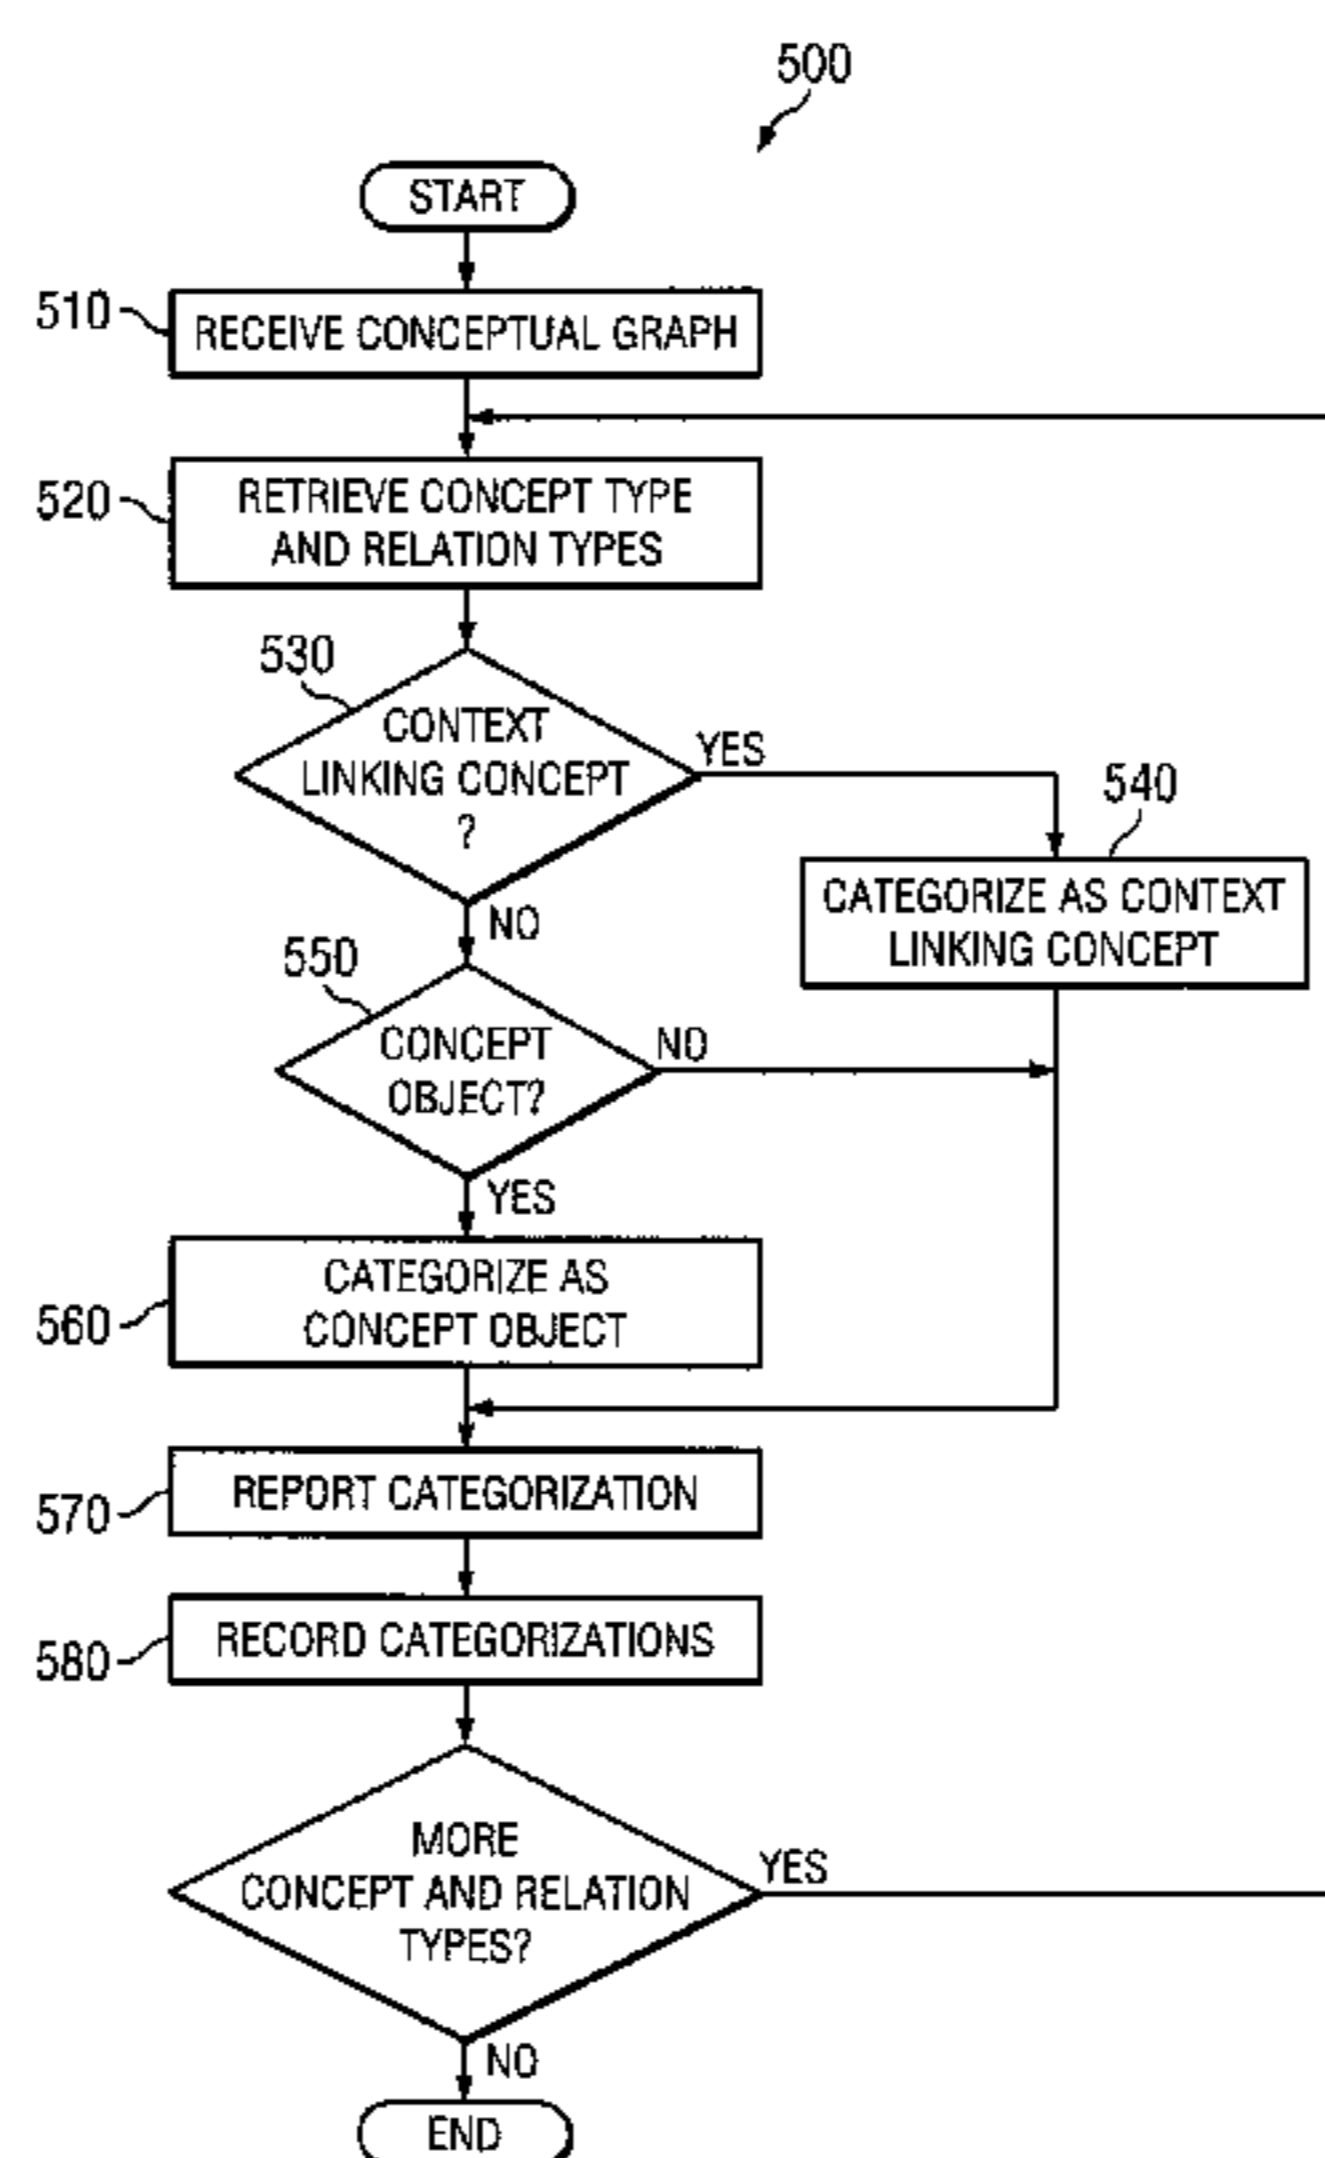 500
START
510
RECEIVE CONCEPTUAL GRAPH
520
RETRIEVE CONCEPT TYPE
AND RELATION TYPES
530
CONTEXT
LINKING CONCEPT
?
YES
540
CATEGORIZE AS CONTEXT
LINKING CONCEPT
NO
550
CONCEPT
OBJECT?
NO
YES
560
CATEGORIZE AS
CONCEPT OBJECT
570
REPORT CATEGORIZATION
580
RECORD CATEGORIZATIONS
MORE
CONCEPT AND RELATION
TYPES?
YES
NO
END